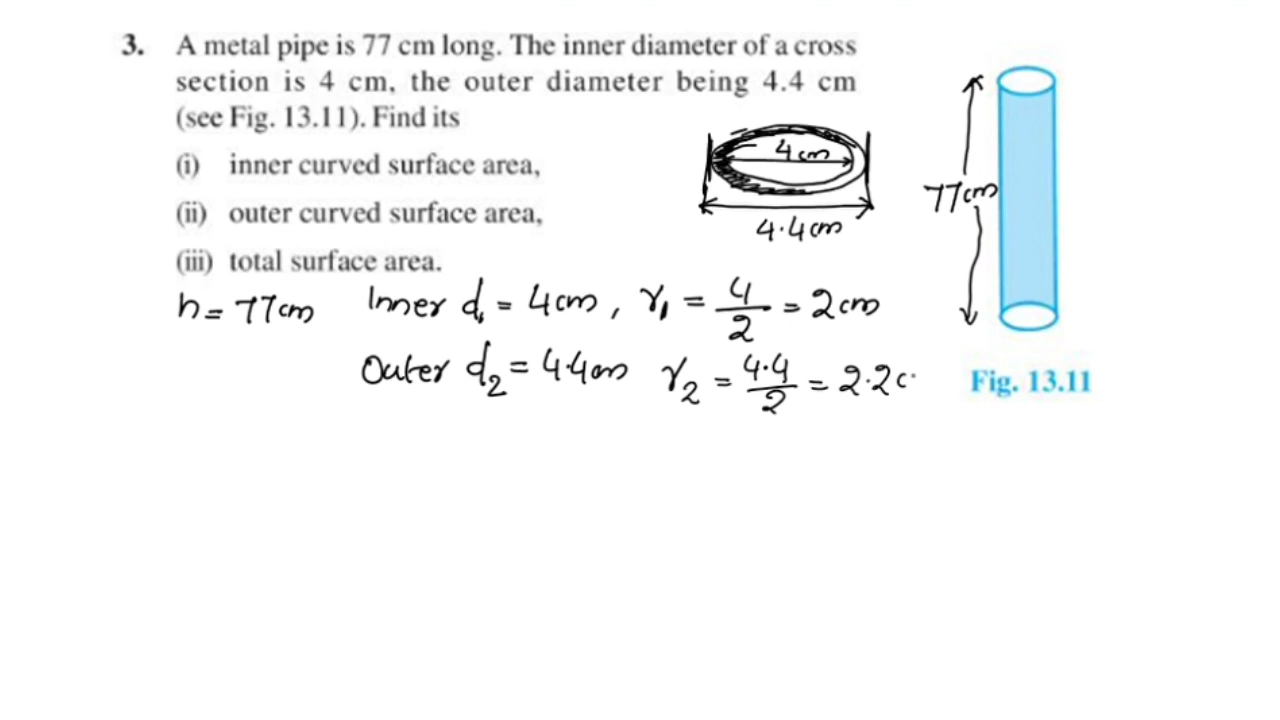 3. A metal pipe is 77 cm long. The inner diameter of a cross
section is 4 cm, the outer diameter being 4.4 cm
(see Fig. 13.11). Find its
(i) inner curved surface area,
(ii) outer curved surface area,
(iii) total surface area.
4cm
4.4cm
77cm
h = 77cm Inner d₁ = 4cm, r₁ = 4/2 = 2cm
Outer d₂ = 4.4cm r₂ = 4.4/2 = 2.2c
Fig. 13.11